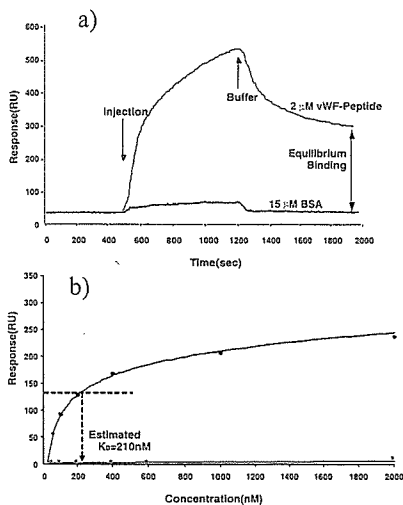 a)
600
500
400
300
200
100
0
Response(RU)
Injection
Buffer
2 μM vWF-Peptide
Equilibrium
Binding
15 μM BSA
0 200 400 600 800 1000 1200 1400 1600 1800 2000
Time(sec)
b)
350
300
250
200
150
100
50
0
Response(RU)
Estimated
KD=210nM
0 200 400 600 800 1000 1200 1400 1600 1800 2000
Concentration(nM)